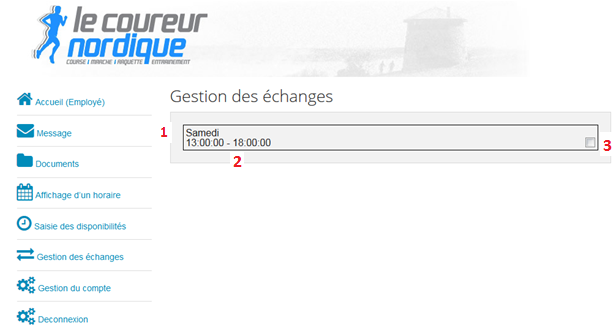 le coureur
nordique
COURSE | MARCHE | RAQUETTE | ENTRAINEMENT
Accueil (Employé)
Message
Documents
Affichage d'un horaire
Saisie des disponibilités
Gestion des échanges
Gestion du compte
Deconnexion
Gestion des échanges
1
Samedi
13:00:00 - 18:00:00
2
3